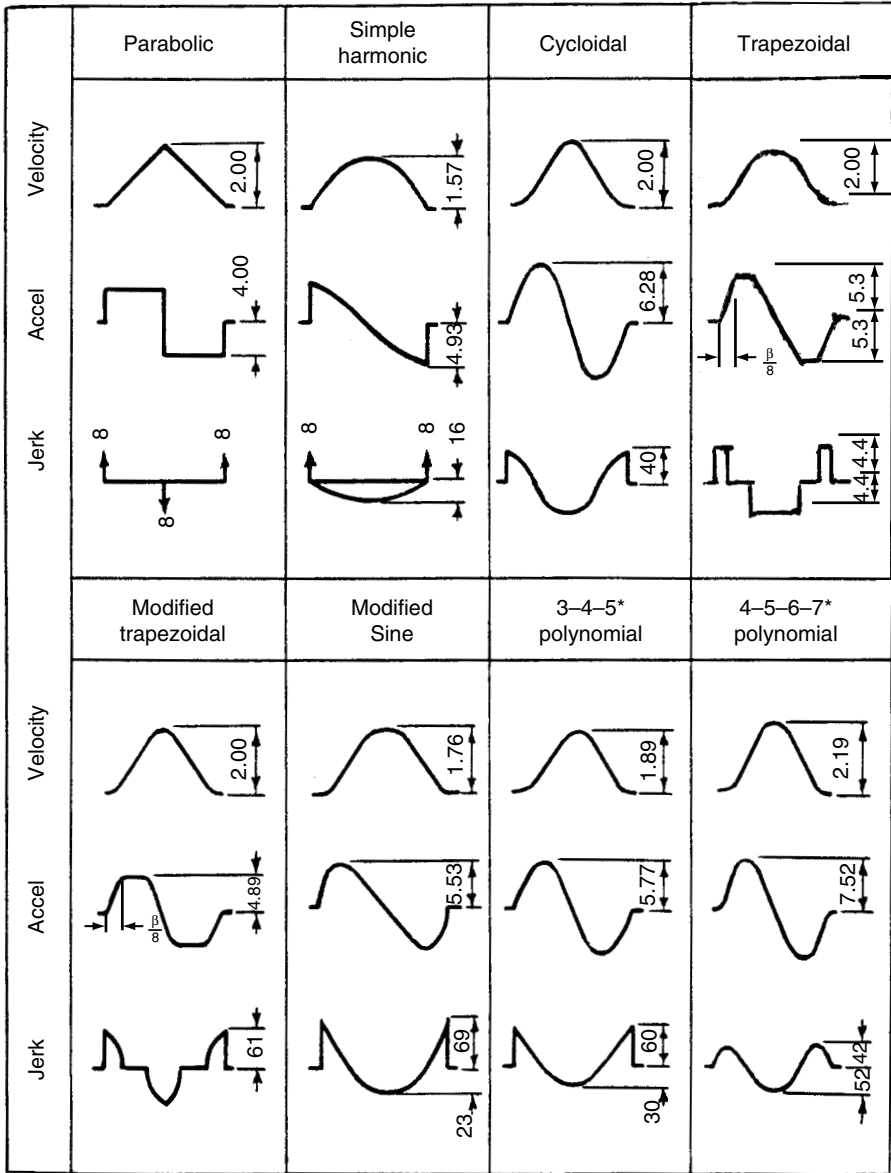 Parabolic
Simple
harmonic
Cycloidal
Trapezoidal
Velocity
2.00
1.57
2.00
2.00
Accel
4.00
4.93
6.28
5.3
5.3
β/8
Jerk
∞
∞
∞
∞
∞
16
40
4.4
4.4
Modified
trapezoidal
Modified
Sine
3–4–5*
polynomial
4–5–6–7*
polynomial
Velocity
2.00
1.76
1.89
2.19
Accel
β/8
4.89
5.53
5.77
7.52
Jerk
61
69
23
60
30
42
52